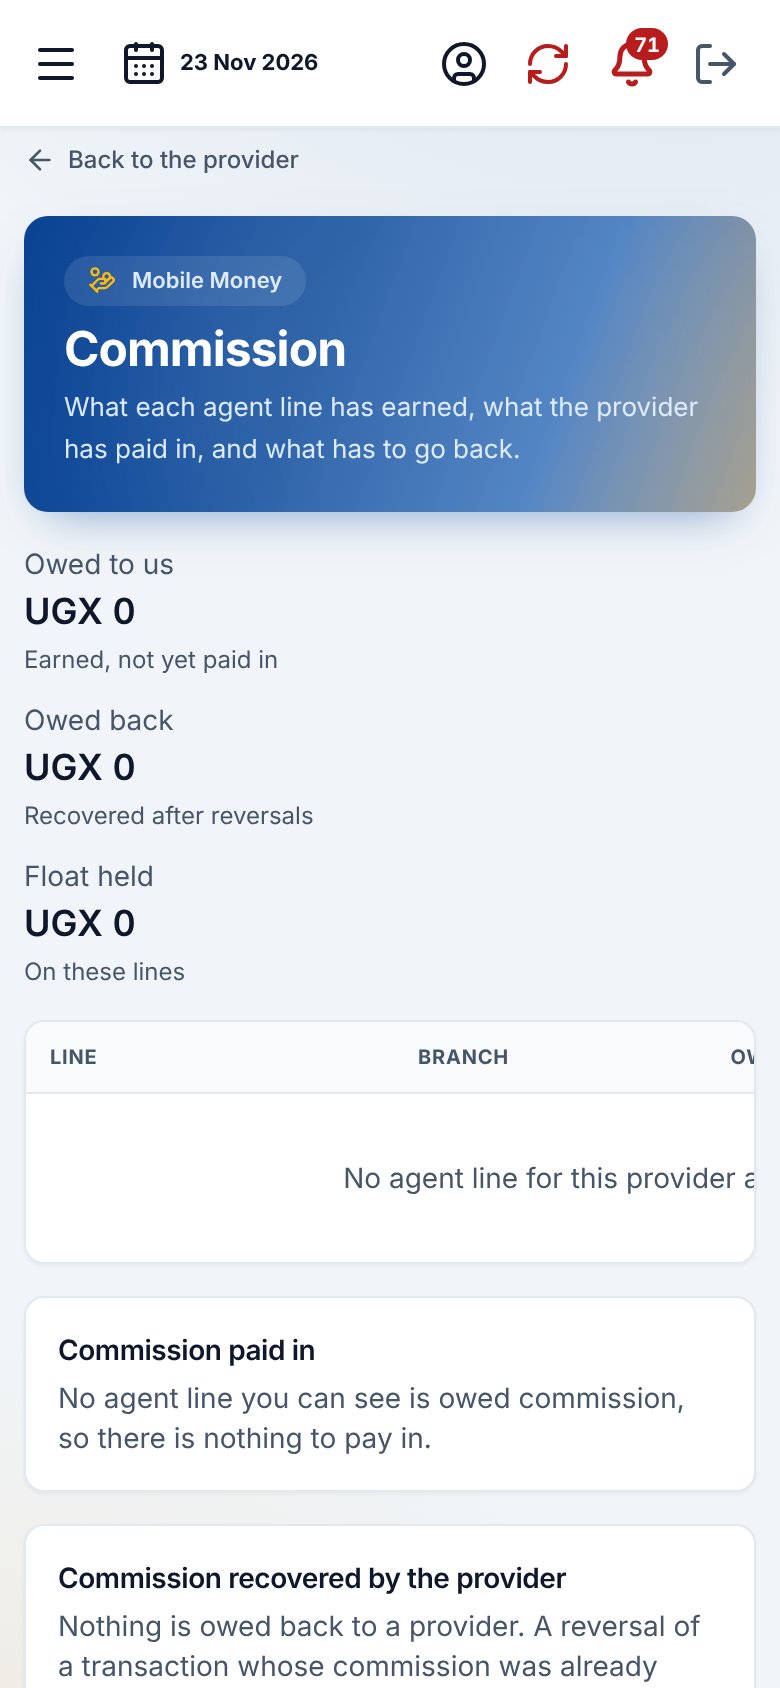 23 Nov 2026
71
Back to the provider
Mobile Money
Commission
What each agent line has earned, what the provider
has paid in, and what has to go back.
Owed to us
UGX 0
Earned, not yet paid in
Owed back
UGX 0
Recovered after reversals
Float held
UGX 0
On these lines
LINE BRANCH
No agent line for this provider
Commission paid in
No agent line you can see is owed commission,
so there is nothing to pay in.
Commission recovered by the provider
Nothing is owed back to a provider. A reversal of
a transaction whose commission was already